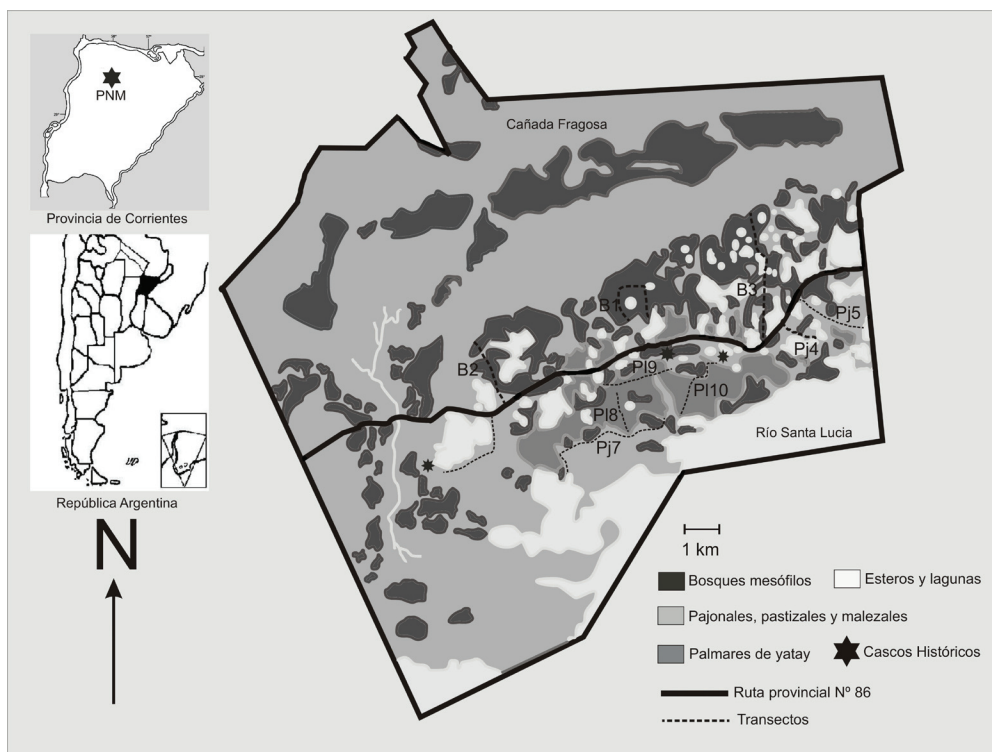 PNM
Provincia de Corrientes
República Argentina
N
Cañada Fragosa
B1
B2
B3
Pj5
Pj4
Pl9
Pl10
Pl8
Pj7
Río Santa Lucia
1 km
Bosques mesófilos
Esteros y lagunas
Pajonales, pastizales y malezales
Palmares de yatay
Cascos Históricos
Ruta provincial Nº 86
Transectos